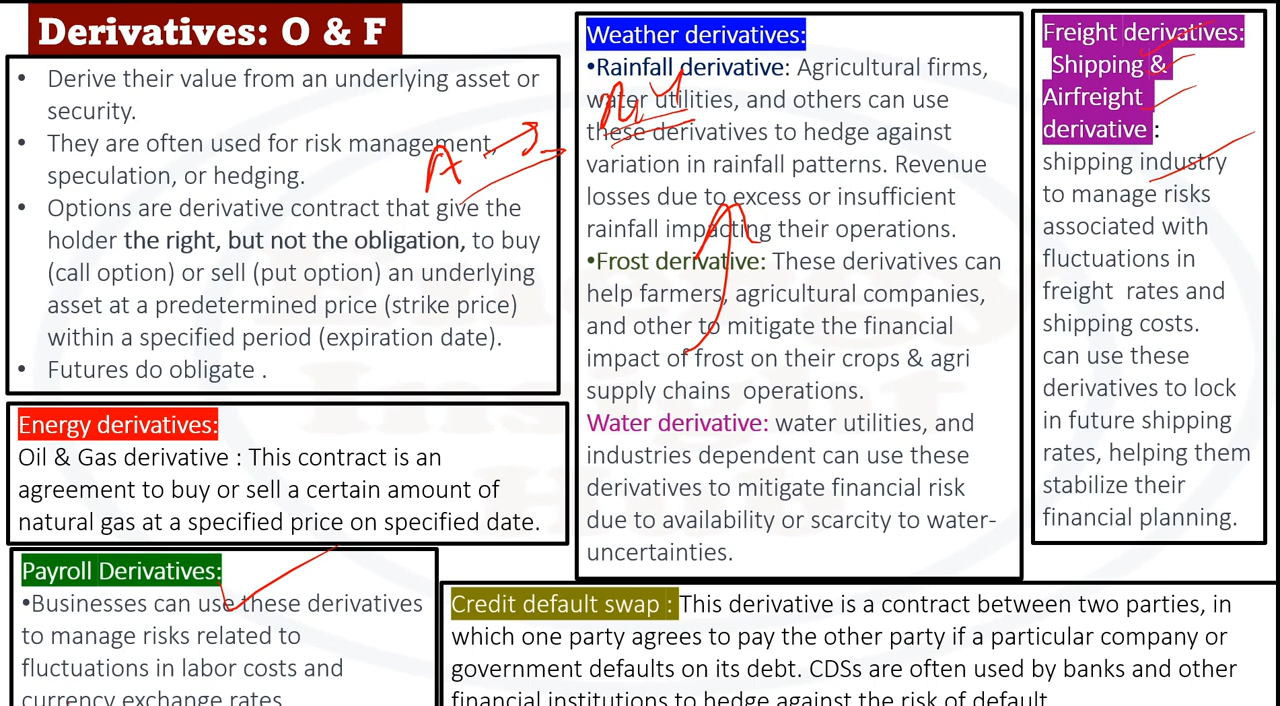 Derivatives: O & F
• Derive their value from an underlying asset or
security.
• They are often used for risk management,
speculation, or hedging.
• Options are derivative contract that give the
holder the right, but not the obligation, to buy
(call option) or sell (put option) an underlying
asset at a predetermined price (strike price)
within a specified period (expiration date).
• Futures do obligate .
Energy derivatives:
Oil & Gas derivative : This contract is an
agreement to buy or sell a certain amount of
natural gas at a specified price on specified date.
Payroll Derivatives:
•Businesses can use these derivatives
to manage risks related to
fluctuations in labor costs and
currency exchange rates
Weather derivatives:
•Rainfall derivative: Agricultural firms,
water utilities, and others can use
these derivatives to hedge against
variation in rainfall patterns. Revenue
losses due to excess or insufficient
rainfall impacting their operations.
•Frost derivative: These derivatives can
help farmers, agricultural companies,
and other to mitigate the financial
impact of frost on their crops & agri
supply chains operations.
Water derivative: water utilities, and
industries dependent can use these
derivatives to mitigate financial risk
due to availability or scarcity to water-
uncertainties.
Freight derivatives:
Shipping &
Airfreight
derivative :
shipping industry
to manage risks
associated with
fluctuations in
freight rates and
shipping costs.
can use these
derivatives to lock
in future shipping
rates, helping them
stabilize their
financial planning.
Credit default swap : This derivative is a contract between two parties, in
which one party agrees to pay the other party if a particular company or
government defaults on its debt. CDSs are often used by banks and other
financial institutions to hedge against the risk of default